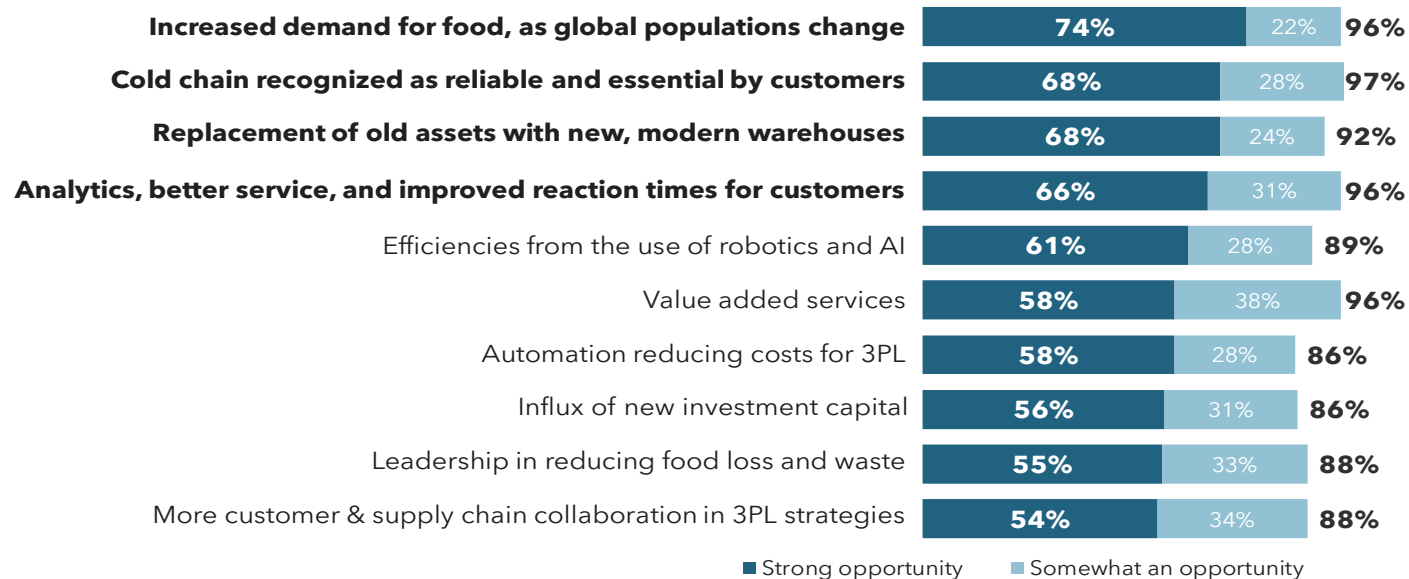 Increased demand for food, as global populations change 74% 22% 96%
Cold chain recognized as reliable and essential by customers 68% 28% 97%
Replacement of old assets with new, modern warehouses 68% 24% 92%
Analytics, better service, and improved reaction times for customers 66% 31% 96%
Efficiencies from the use of robotics and AI 61% 28% 89%
Value added services 58% 38% 96%
Automation reducing costs for 3PL 58% 28% 86%
Influx of new investment capital 56% 31% 86%
Leadership in reducing food loss and waste 55% 33% 88%
More customer & supply chain collaboration in 3PL strategies 54% 34% 88%
Strong opportunity Somewhat an opportunity